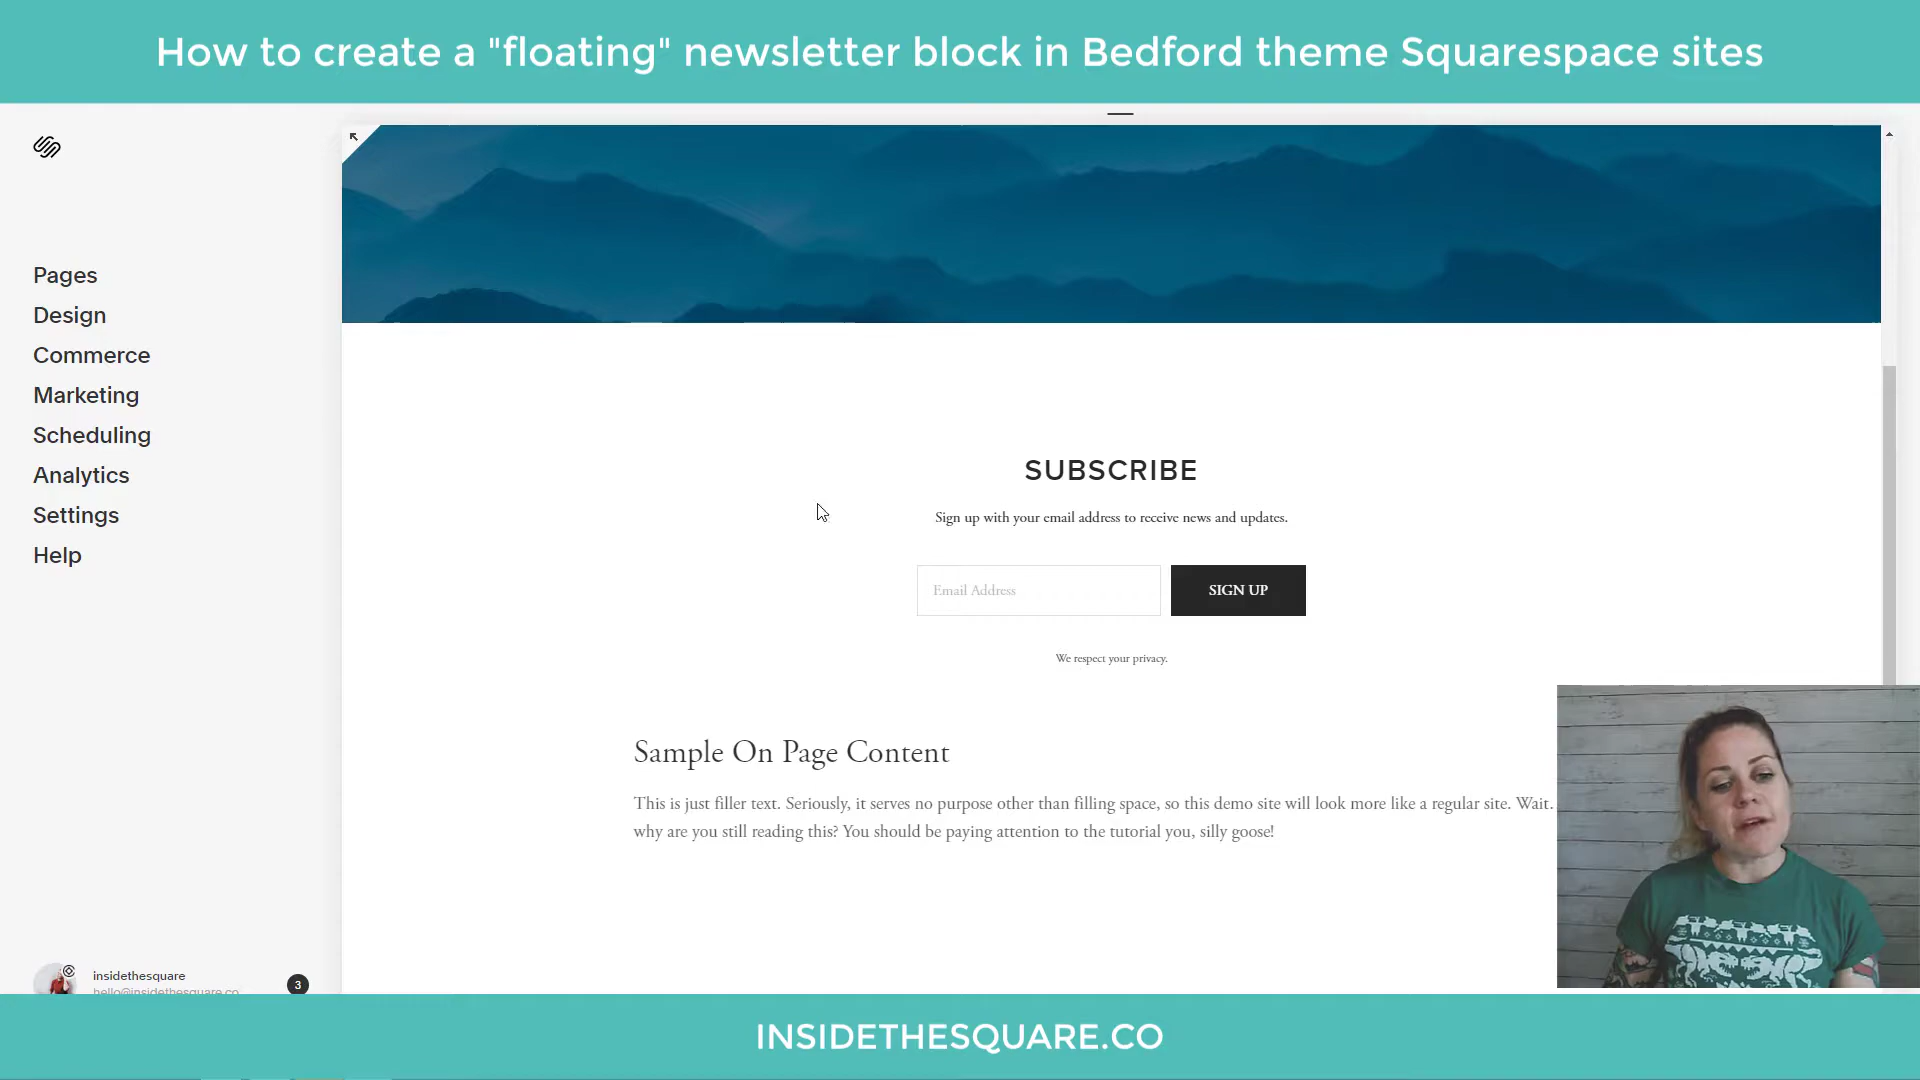 How to create a "floating" newsletter block in Bedford theme Squarespace sites
Pages
Design
Commerce
Marketing
Scheduling
Analytics
Settings
Help
insidethesquare
hello@insidethesquare.co
3
SUBSCRIBE
Sign up with your email address to receive news and updates.
Email Address
SIGN UP
We respect your privacy.
Sample On Page Content
This is just filler text. Seriously, it serves no purpose other than filling space, so this demo site will look more like a regular site. Wait.
why are you still reading this? You should be paying attention to the tutorial you, silly goose!
INSIDETHESQUARE.CO